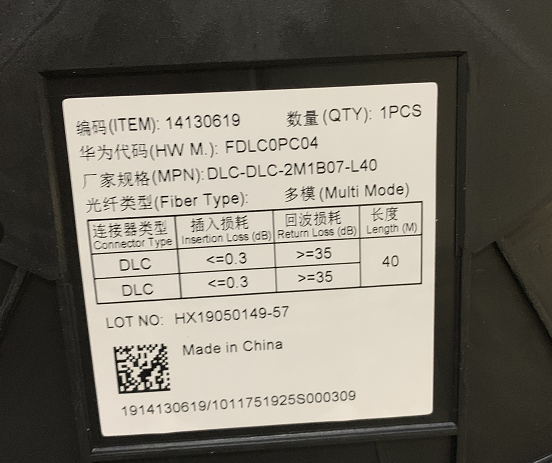 编码(ITEM): 14130619 数量(QTY): 1PCS
华为代码(HW M.): FDLC0PC04
厂家规格(MPN):DLC-DLC-2M1B07-L40
光纤类型(Fiber Type): 多模(Multi Mode)
连接器类型 插入损耗 回波损耗 长度
Connector Type Insertion Loss (dB) Return Loss (dB) Length (M)
DLC <=0.3 >=35 40
DLC <=0.3 >=35
LOT NO: HX19050149-57
Made in China
1914130619/1011751925S000309